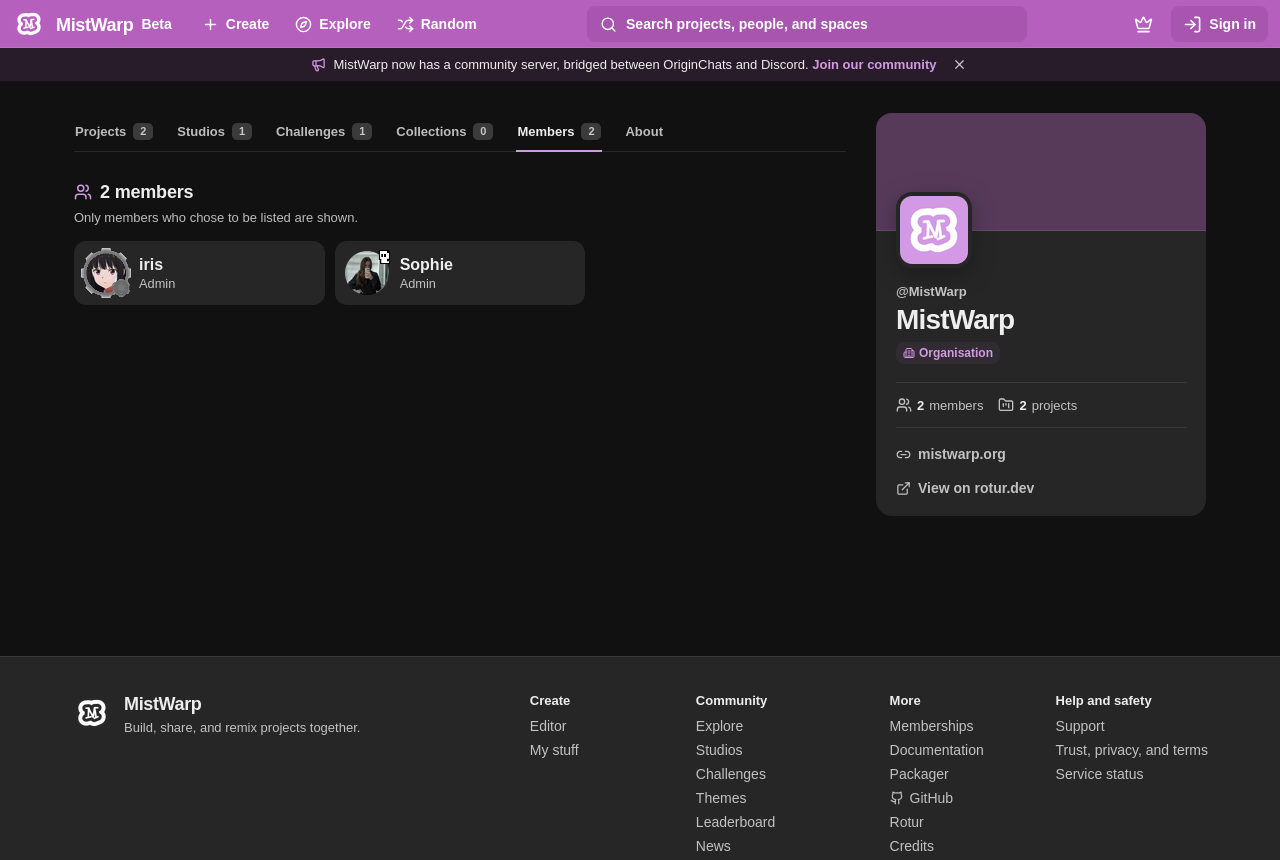 MistWarp Beta
Create
Explore
Random
Search projects, people, and spaces
Sign in
MistWarp now has a community server, bridged between OriginChats and Discord. Join our community
Projects 2
Studios 1
Challenges 1
Collections 0
Members 2
About
2 members
Only members who chose to be listed are shown.
iris
Admin
Sophie
Admin
M
@MistWarp
MistWarp
Organisation
2 members
2 projects
mistwarp.org
View on rotur.dev
M
MistWarp
Build, share, and remix projects together.
Create
Editor
My stuff
Community
Explore
Studios
Challenges
Themes
Leaderboard
News
More
Memberships
Documentation
Packager
GitHub
Rotur
Credits
Help and safety
Support
Trust, privacy, and terms
Service status